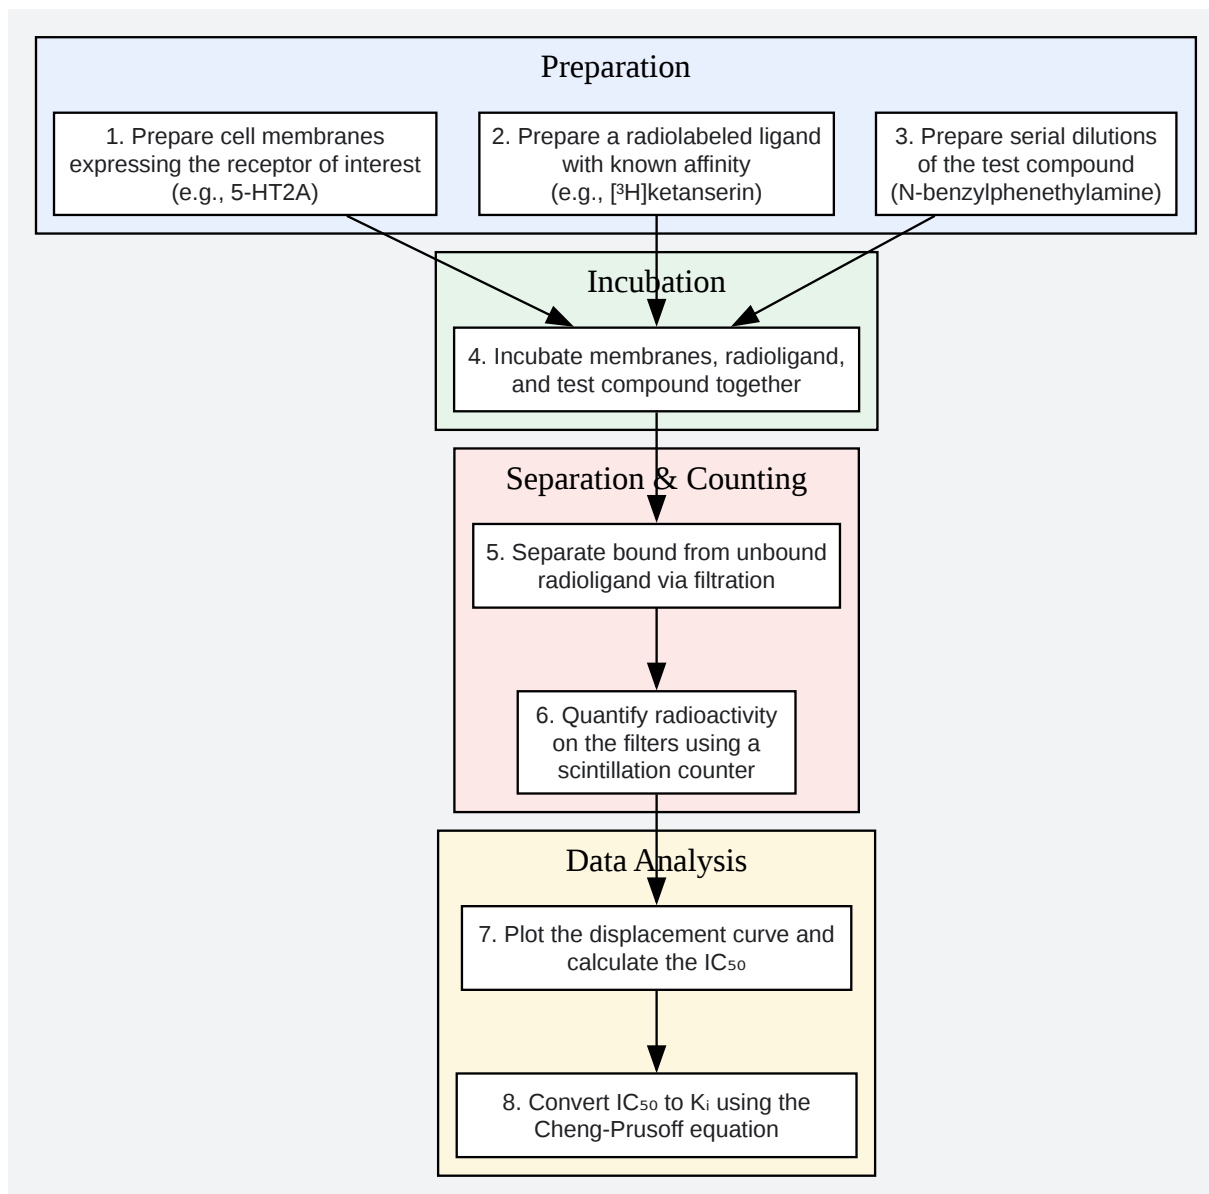 Preparation
1. Prepare cell membranes
expressing the receptor of interest
(e.g., 5-HT2A)
2. Prepare a radiolabeled ligand
with known affinity
(e.g., [³H]ketanserin)
3. Prepare serial dilutions
of the test compound
(N-benzylphenethylamine)
Incubation
4. Incubate membranes, radioligand,
and test compound together
Separation & Counting
5. Separate bound from unbound
radioligand via filtration
6. Quantify radioactivity
on the filters using a
scintillation counter
Data Analysis
7. Plot the displacement curve and
calculate the IC₅₀
8. Convert IC₅₀ to Kᵢ using the
Cheng-Prusoff equation